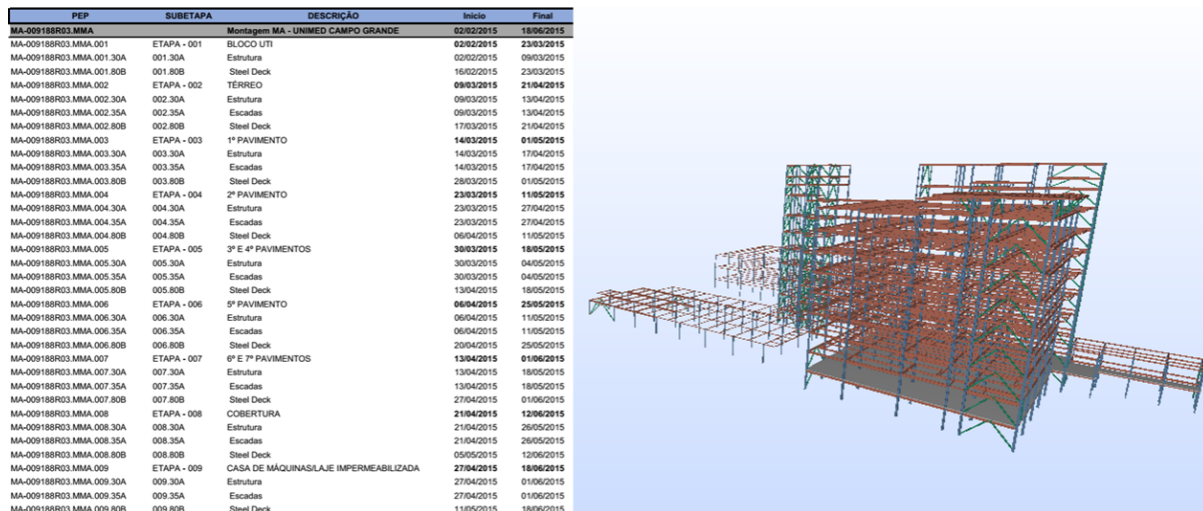 PEP SUBETAPA DESCRIÇÃO Início Final
MA-009188R03.MMA Montagem MA - UNIMED CAMPO GRANDE 02/02/2015 18/06/2015
MA-009188R03.MMA.001 ETAPA - 001 BLOCO UTI 02/02/2015 23/03/2015
MA-009188R03.MMA.001.30A 001.30A Estrutura 02/02/2015 09/03/2015
MA-009188R03.MMA.001.80B 001.80B Steel Deck 16/02/2015 23/03/2015
MA-009188R03.MMA.002 ETAPA - 002 TÉRREO 09/03/2015 21/04/2015
MA-009188R03.MMA.002.30A 002.30A Estrutura 09/03/2015 13/04/2015
MA-009188R03.MMA.002.35A 002.35A Escadas 09/03/2015 13/04/2015
MA-009188R03.MMA.002.80B 002.80B Steel Deck 17/03/2015 21/04/2015
MA-009188R03.MMA.003 ETAPA - 003 1º PAVIMENTO 14/03/2015 01/05/2015
MA-009188R03.MMA.003.30A 003.30A Estrutura 14/03/2015 17/04/2015
MA-009188R03.MMA.003.35A 003.35A Escadas 14/03/2015 17/04/2015
MA-009188R03.MMA.003.80B 003.80B Steel Deck 28/03/2015 01/05/2015
MA-009188R03.MMA.004 ETAPA - 004 2º PAVIMENTO 23/03/2015 11/05/2015
MA-009188R03.MMA.004.30A 004.30A Estrutura 23/03/2015 27/04/2015
MA-009188R03.MMA.004.35A 004.35A Escadas 23/03/2015 27/04/2015
MA-009188R03.MMA.004.80B 004.80B Steel Deck 06/04/2015 11/05/2015
MA-009188R03.MMA.005 ETAPA - 005 3º E 4º PAVIMENTOS 30/03/2015 18/05/2015
MA-009188R03.MMA.005.30A 005.30A Estrutura 30/03/2015 04/05/2015
MA-009188R03.MMA.005.35A 005.35A Escadas 30/03/2015 04/05/2015
MA-009188R03.MMA.005.80B 005.80B Steel Deck 13/04/2015 18/05/2015
MA-009188R03.MMA.006 ETAPA - 006 5º PAVIMENTO 06/04/2015 25/05/2015
MA-009188R03.MMA.006.30A 006.30A Estrutura 06/04/2015 11/05/2015
MA-009188R03.MMA.006.35A 006.35A Escadas 06/04/2015 11/05/2015
MA-009188R03.MMA.006.80B 006.80B Steel Deck 20/04/2015 25/05/2015
MA-009188R03.MMA.007 ETAPA - 007 6º E 7º PAVIMENTOS 13/04/2015 01/06/2015
MA-009188R03.MMA.007.30A 007.30A Estrutura 13/04/2015 18/05/2015
MA-009188R03.MMA.007.35A 007.35A Escadas 13/04/2015 18/05/2015
MA-009188R03.MMA.007.80B 007.80B Steel Deck 27/04/2015 01/06/2015
MA-009188R03.MMA.008 ETAPA - 008 COBERTURA 21/04/2015 12/06/2015
MA-009188R03.MMA.008.30A 008.30A Estrutura 21/04/2015 26/05/2015
MA-009188R03.MMA.008.35A 008.35A Escadas 21/04/2015 26/05/2015
MA-009188R03.MMA.008.80B 008.80B Steel Deck 05/05/2015 12/06/2015
MA-009188R03.MMA.009 ETAPA - 009 CASA DE MÁQUINAS/LAJE IMPERMEABILIZADA 27/04/2015 18/06/2015
MA-009188R03.MMA.009.30A 009.30A Estrutura 27/04/2015 01/06/2015
MA-009188R03.MMA.009.35A 009.35A Escadas 27/04/2015 01/06/2015
MA-009188R03.MMA.009.80B 009.80B Steel Deck 11/05/2015 18/06/2015